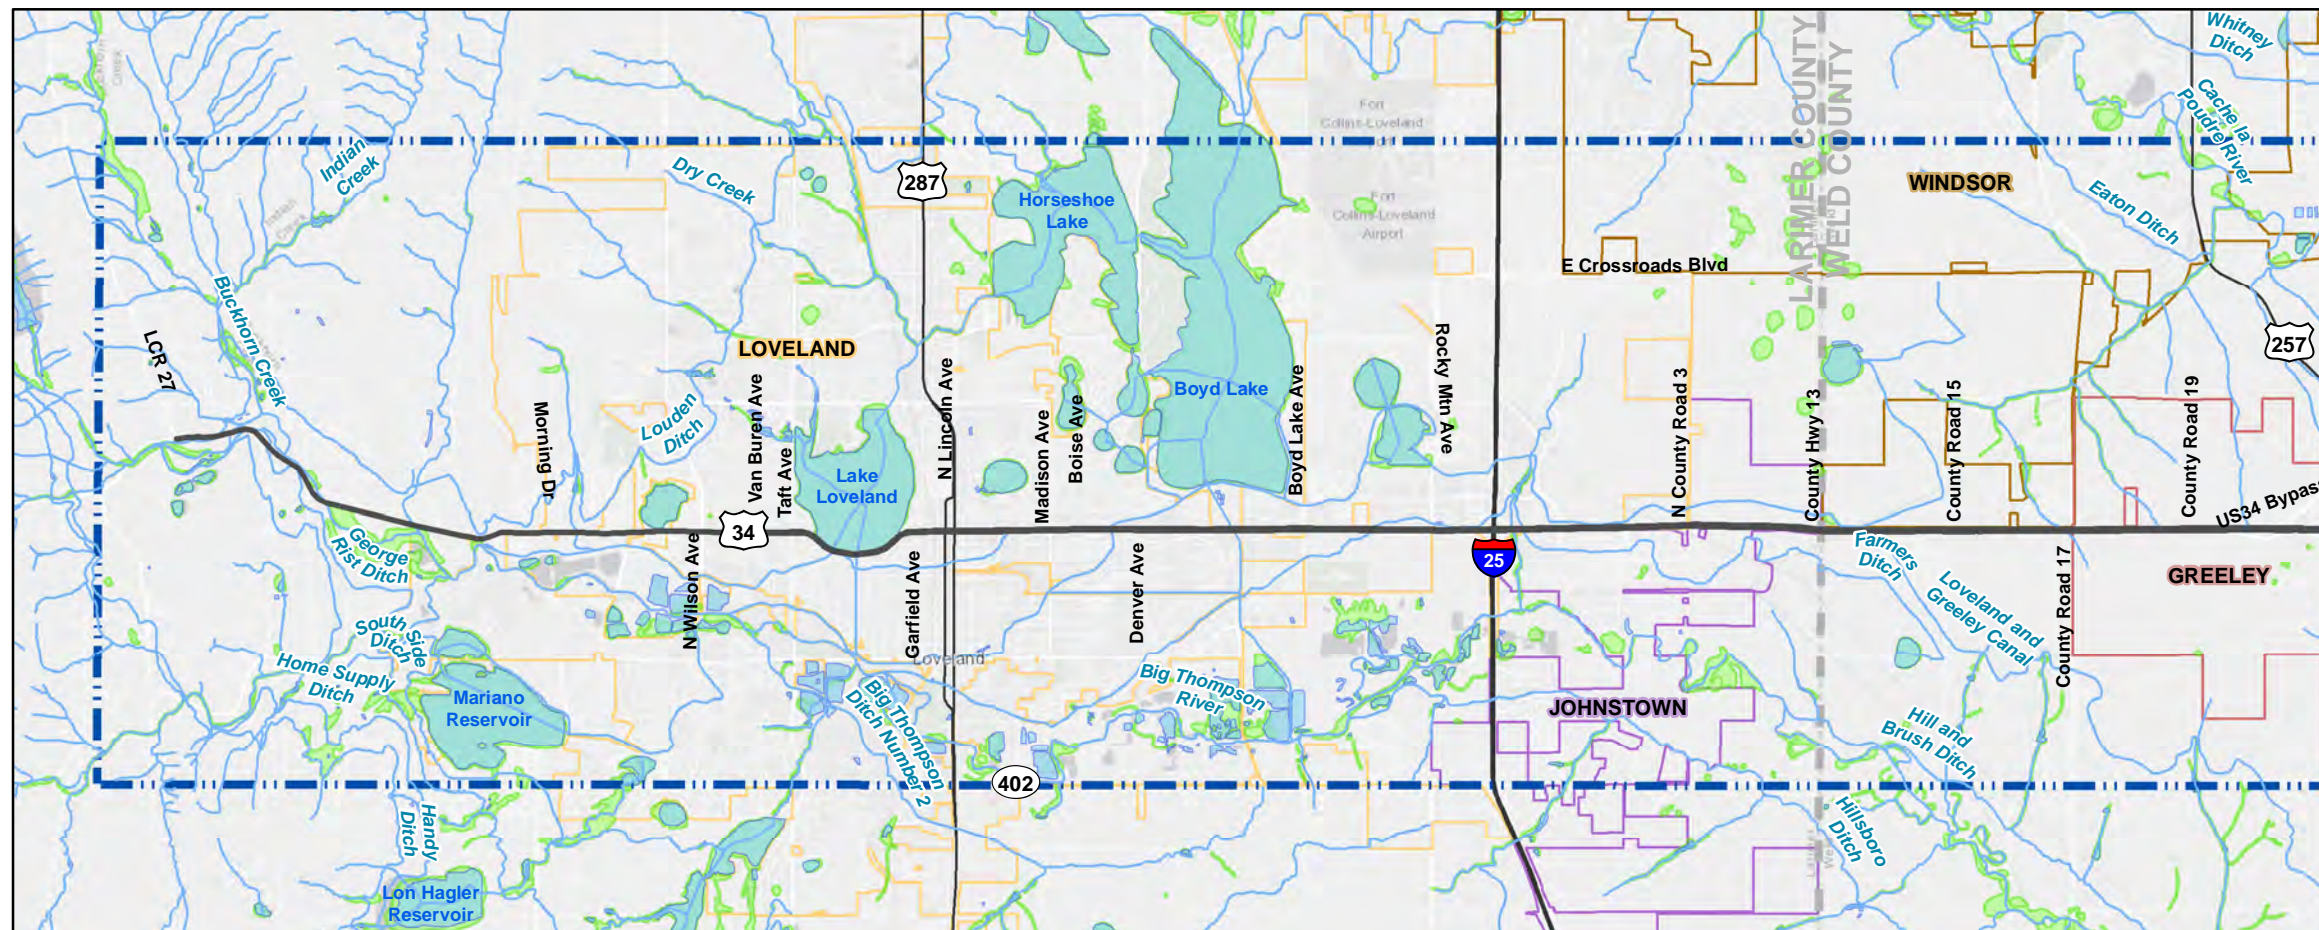 Whitney
Ditch
LARIMER COUNTY
WELD COUNTY
Cache la
Poudre River
Fort
Collins-Loveland
Indian
Creek
Dry Creek
287
Horseshoe
Lake
Fort
Collins-Loveland
Airport
WINDSOR
Eaton Ditch
Indian
Creek
E Crossroads Blvd
Buckhorn Creek
LCR 27
LOVELAND
257
Boyd Lake
Rocky Mtn Ave
Morning Dr
Louden
Ditch
Van Buren Ave
Taft Ave
Lake
Loveland
N Lincoln Ave
Madison Ave
Boise Ave
Boyd Lake Ave
N County Road 3
County Hwy 13
County Road 15
County Road 19
US34 Bypass
34
25
George
Rist Ditch
N Wilson Ave
Garfield Ave
Denver Ave
Farmers
Ditch
Loveland and
Greeley Canal
County Road 17
GREELEY
South Side
Ditch
Home Supply
Ditch
Loveland
Mariano
Reservoir
Big Thompson
Ditch Number 2
Big Thompson
River
JOHNSTOWN
Hill and
Brush Ditch
402
Handy
Ditch
Hillsboro
Ditch
Lon Hagler
Reservoir